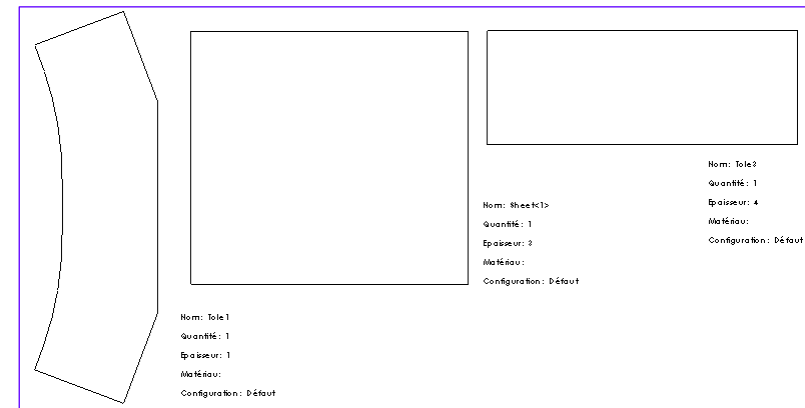 Nom: Tole1
Quantité: 1
Epaisseur: 1
Matériau:
Configuration: Défaut
Nom: Sheet<1>
Quantité: 1
Epaisseur: 3
Matériau:
Configuration: Défaut
Nom: Tole3
Quantité: 1
Epaisseur: 4
Matériau:
Configuration: Défaut